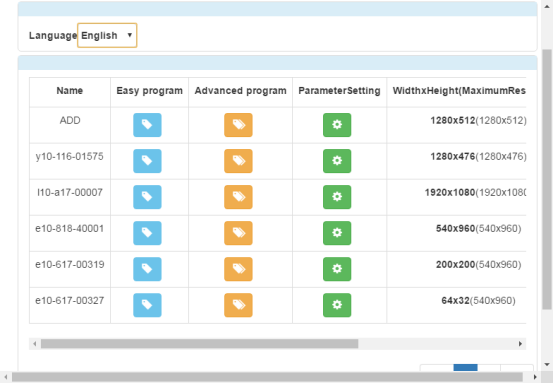 Language English
Name Easy program Advanced program ParameterSetting WidthxHeight(MaximumRes
ADD 1280x512(1280x512)
y10-116-01575 1280x476(1280x476)
l10-a17-00007 1920x1080(1920x1080
e10-818-40001 540x960(540x960)
e10-617-00319 200x200(200x200)
e10-617-00327 64x32(540x960)